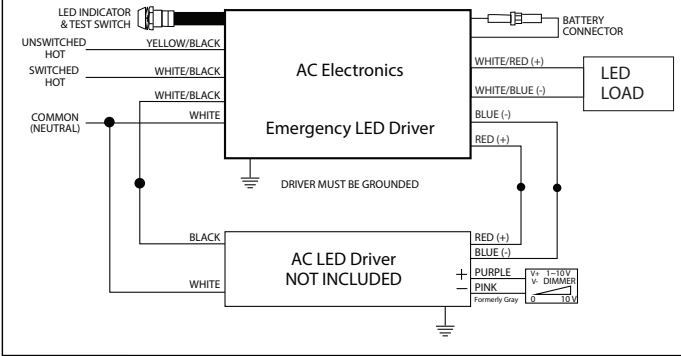 LED INDICATOR
& TEST SWITCH
BATTERY
CONNECTOR
UNSWITCHED
HOT
YELLOW/BLACK
SWITCHED
HOT
WHITE/BLACK
AC Electronics
WHITE/RED (+)
LED
LOAD
WHITE/BLACK
WHITE/BLUE (-)
COMMON
(NEUTRAL)
WHITE
Emergency LED Driver
BLUE (-)
RED (+)
DRIVER MUST BE GROUNDED
BLACK
AC LED Driver
NOT INCLUDED
RED (+)
BLUE (-)
WHITE
+ PURPLE
− PINK
Formerly Gray
V+ 1~10 V
V- DIMMER
0 10 V